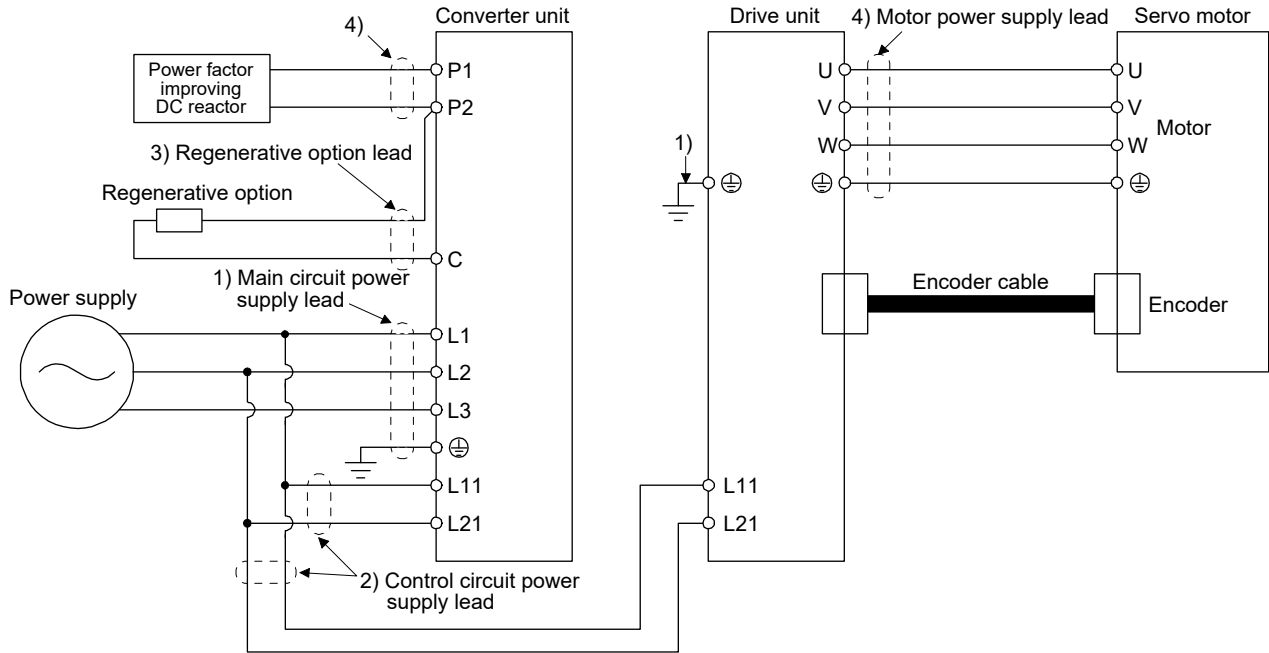 Converter unit
Drive unit
4) Motor power supply lead
Servo motor
4)
Power factor
improving
DC reactor
P1
P2
3) Regenerative option lead
Regenerative option
C
1) Main circuit power
supply lead
Power supply
L1
L2
L3
L11
L21
2) Control circuit power
supply lead
1)
U
V
W
L11
L21
U
V
W
Motor
Encoder cable
Encoder